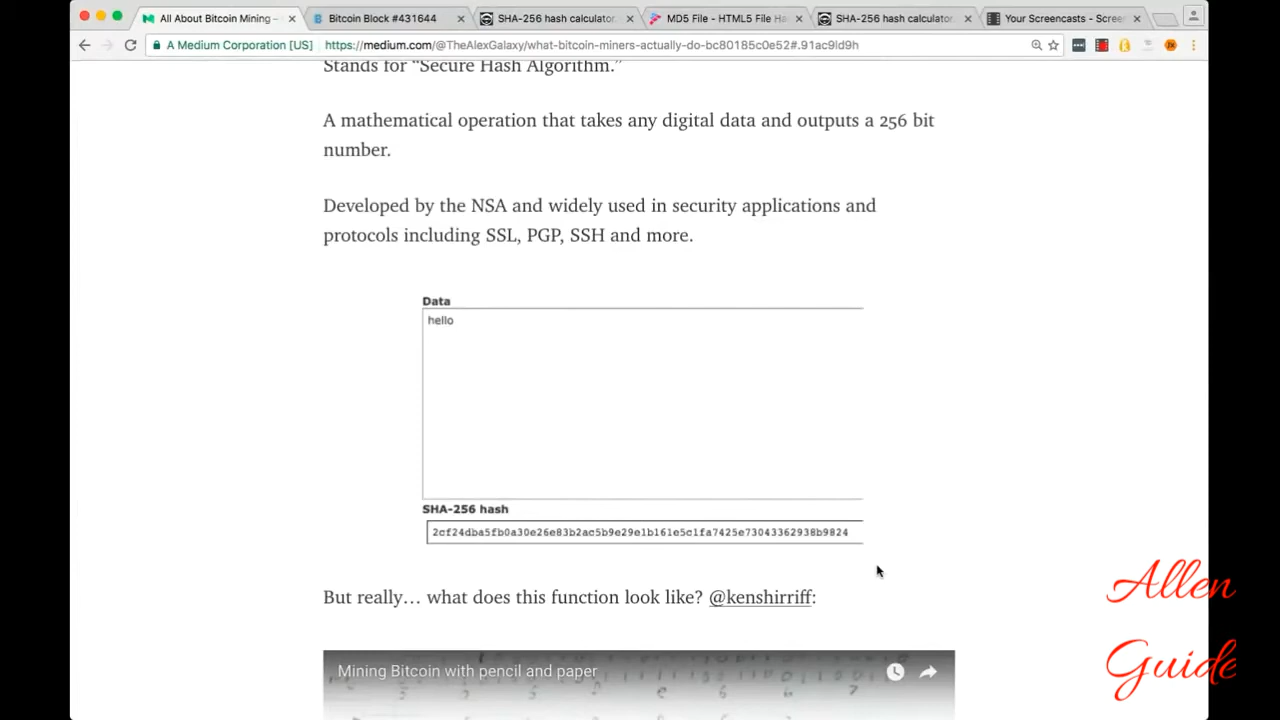 All About Bitcoin Mining –
Bitcoin Block #431644
SHA-256 hash calculator.
MD5 File - HTML5 File Ha
SHA-256 hash calculator.
Your Screencasts - Scree
A Medium Corporation [US]
https://medium.com/@TheAlexGalaxy/what-bitcoin-miners-actually-do-bc80185c0e52#.91ac9ld9h
Stands for “Secure Hash Algorithm.”
A mathematical operation that takes any digital data and outputs a 256 bit
number.
Developed by the NSA and widely used in security applications and
protocols including SSL, PGP, SSH and more.
Data
hello
SHA-256 hash
2cf24dba5fb0a30e26e83b2ac5b9e29e1b161e5c1fa7425e73043362938b9824
But really… what does this function look like? @kenshirriff:
Mining Bitcoin with pencil and paper
Allen
Guide